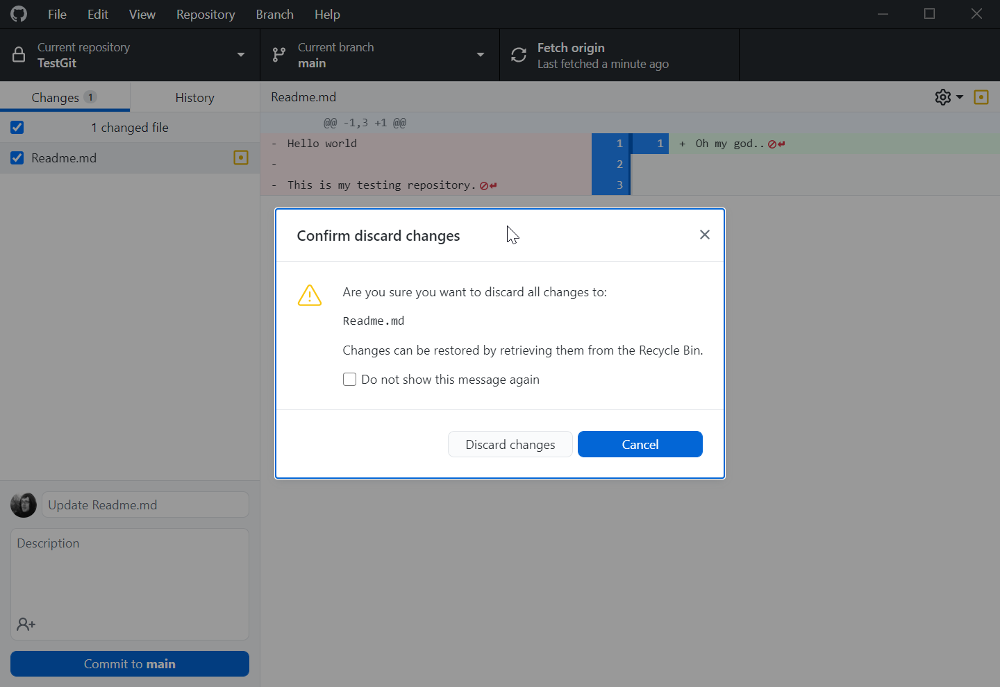 File Edit View Repository Branch Help
Current repository
TestGit
Current branch
main
Fetch origin
Last fetched a minute ago
Changes 1 History
1 changed file
Readme.md
Readme.md
@@ -1,3 +1 @@
- Hello world 1
- 2
- This is my testing repository. 3
1 + Oh my god..
Confirm discard changes
Are you sure you want to discard all changes to:
Readme.md
Changes can be restored by retrieving them from the Recycle Bin.
Do not show this message again
Discard changes
Cancel
Update Readme.md
Description
Commit to main